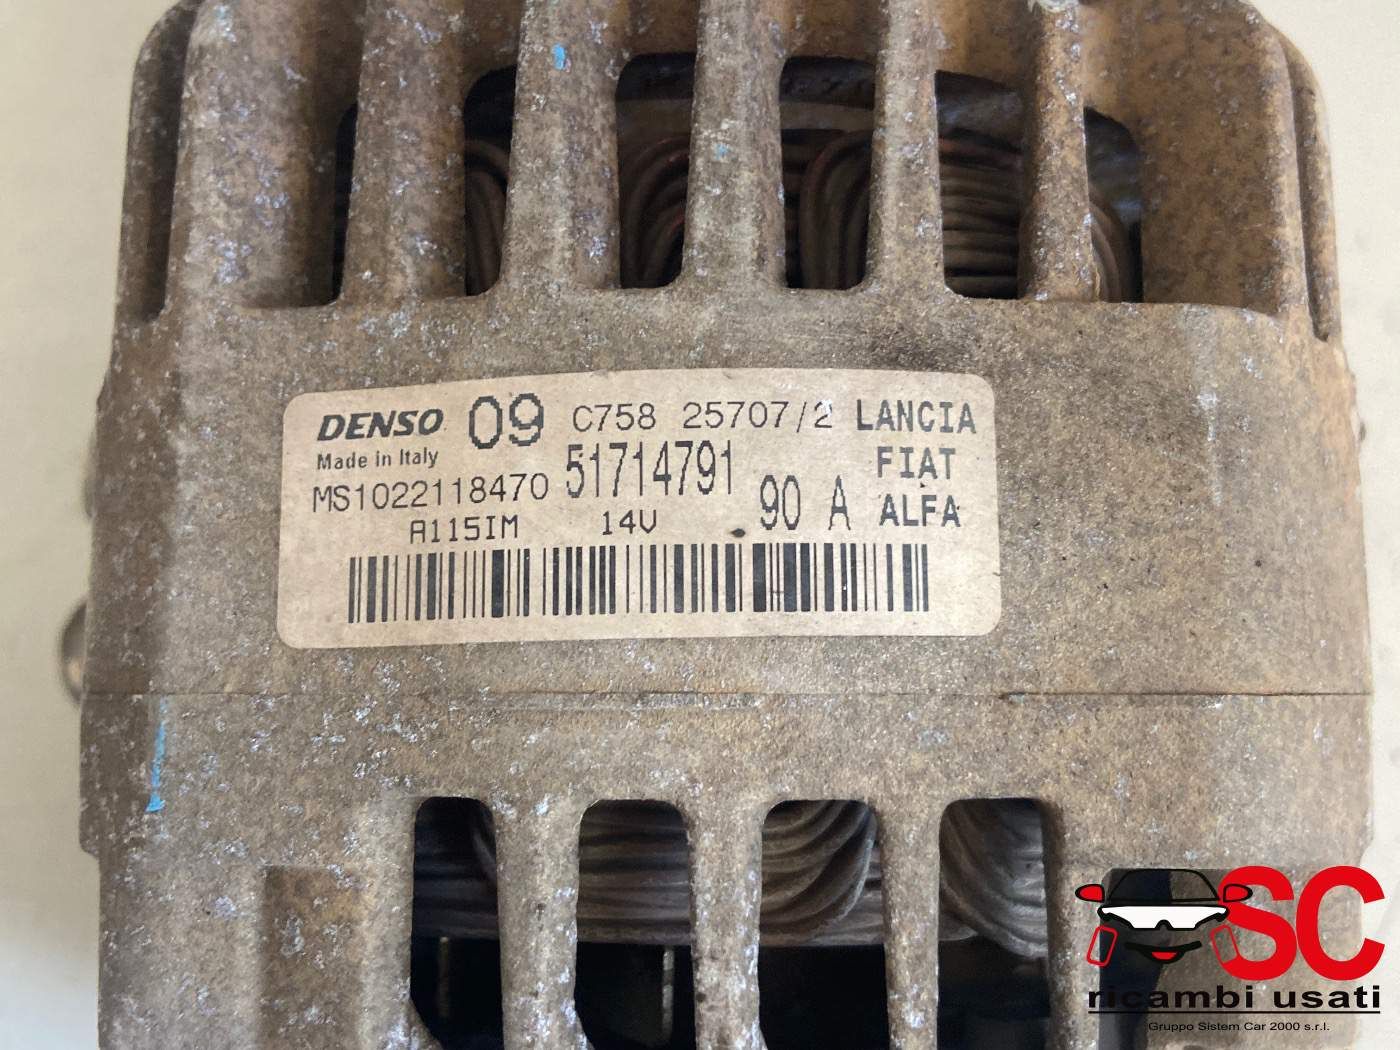 DENSO 09 C758 25707/2 LANCIA
Made in Italy 51714791 FIAT
MS1022118470 90 A ALFA
A115IM 14V
SC
ricambi usati
Gruppo Sistem Car 2000 s.r.l.